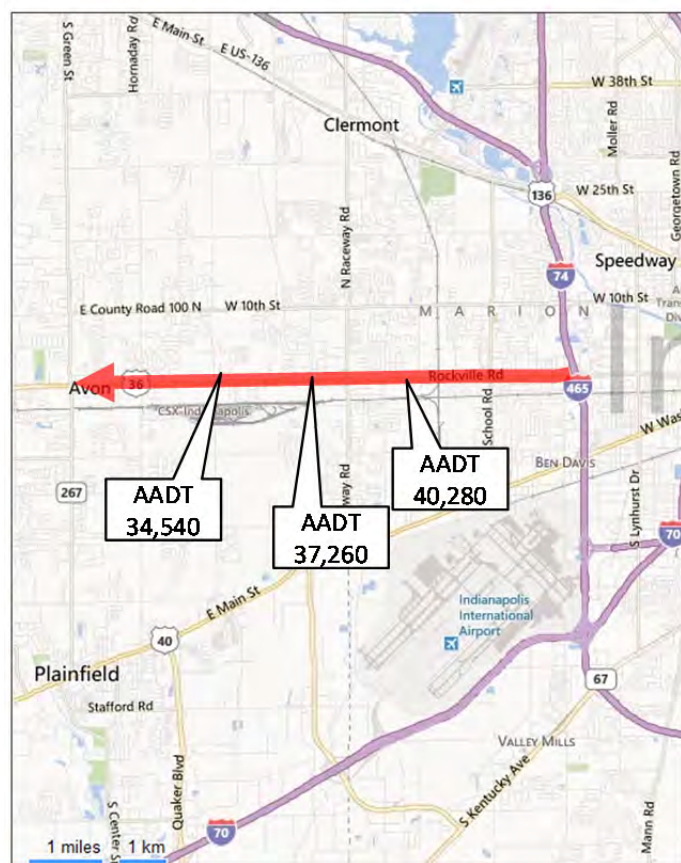 S Green St
Hornaday Rd
E Main St
E US-136
W 38th St
Moller Rd
Clermont
Georgetown Rd
136
W 25th St
N Raceway Rd
Speedway
74
E County Road 100 N
W 10th St
MARION
W 10th St
Avon
36
Rockville Rd
465
CSX-Indianapolis
School Rd
BEN DAVIS
AADT
34,540
AADT
37,260
AADT
40,280
267
S Lynhurst Dr
70
E Main St
Indianapolis
International
Airport
40
Plainfield
67
Stafford Rd
VALLEY MILLS
S Kentucky Ave
Quaker Blvd
Mann Rd
70
1 miles
1 km